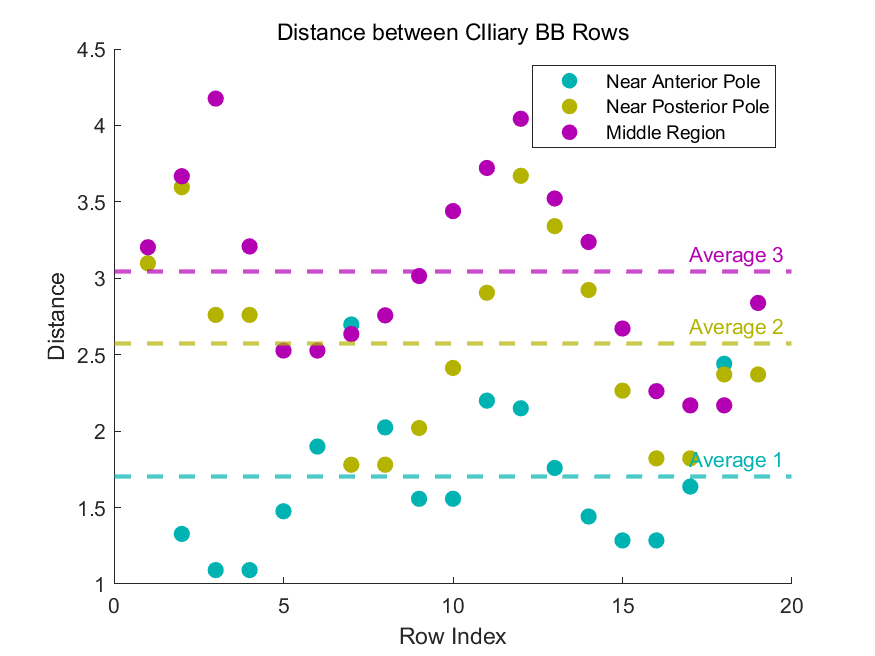 Distance between CIliary BB Rows
4.5
4
3.5
3
2.5
2
1.5
1
Distance
Near Anterior Pole
Near Posterior Pole
Middle Region
Average 3
Average 2
Average 1
0
5
10
15
20
Row Index